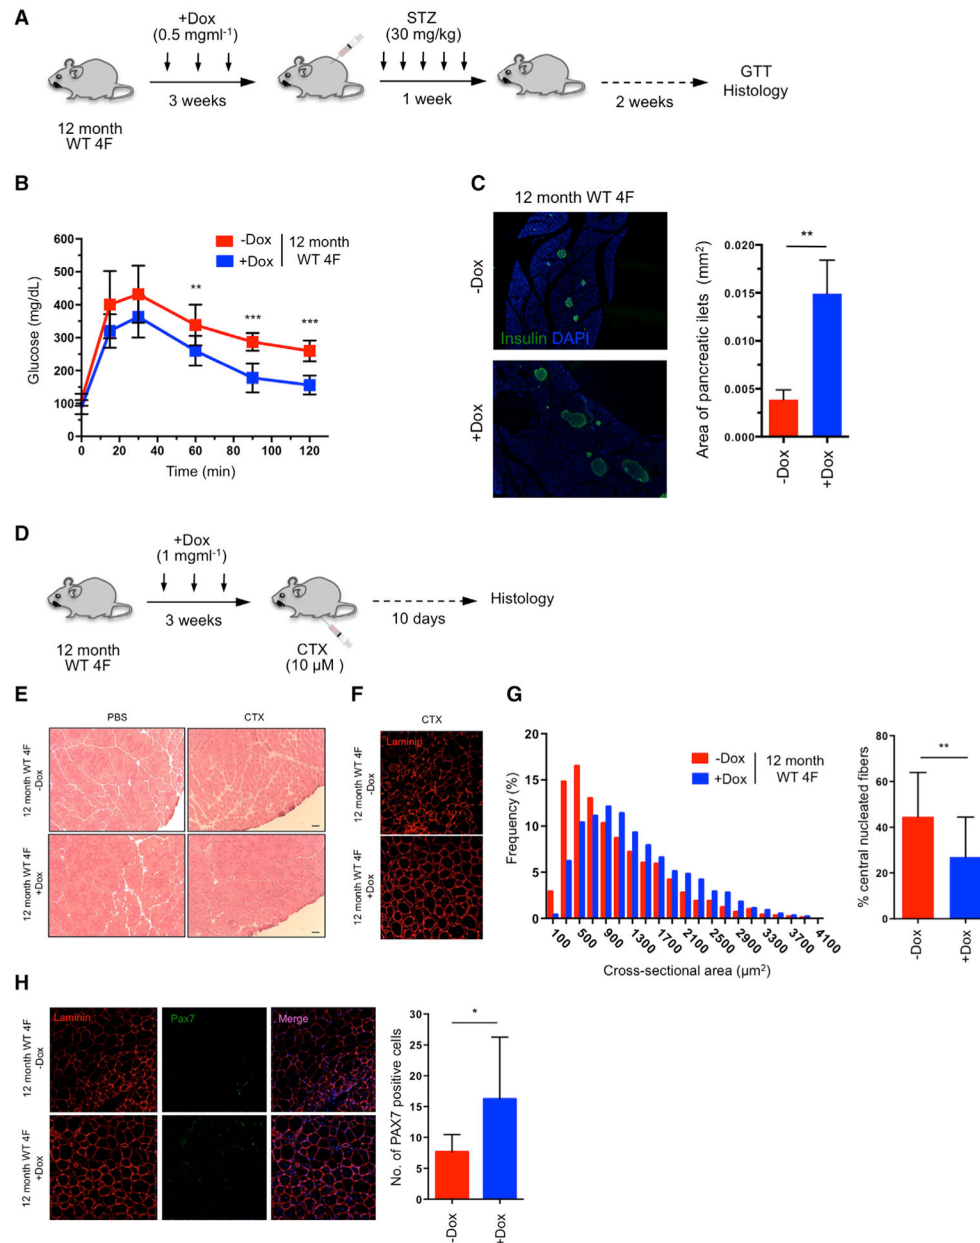 A
+Dox
(0.5 mgml-1)
3 weeks
12 month
WT 4F
STZ
(30 mg/kg)
1 week
2 weeks
GTT
Histology
B
-Dox
+Dox
12 month
WT 4F
600
500
400
300
200
100
0
Glucose (mg/dL)
**
***
***
0 20 40 60 80 100 120
Time (min)
C
12 month WT 4F
-Dox
Insulin DAPI
+Dox
Area of pancreatic ilets (mm2)
0.020
0.015
0.010
0.005
0.000
**
-Dox
+Dox
D
+Dox
(1 mgml-1)
3 weeks
12 month
WT 4F
CTX
(10 µM )
10 days
Histology
E
PBS
CTX
12 month WT 4F
-Dox
12 month WT 4F
+Dox
F
CTX
Laminin
12 month WT 4F
-Dox
12 month WT 4F
+Dox
G
Frequency (%)
20
15
10
5
0
-Dox
+Dox
12 month
WT 4F
100 500 900 1300 1700 2100 2500 2900 3300 3700 4100
Cross-sectional area (µm2)
% central nucleated fibers
80
60
40
20
0
**
-Dox
+Dox
H
12 month WT 4F
-Dox
12 month WT 4F
+Dox
Laminin
Pax7
Merge
No. of PAX7 positive cells
30
25
20
15
10
5
0
*
-Dox
+Dox